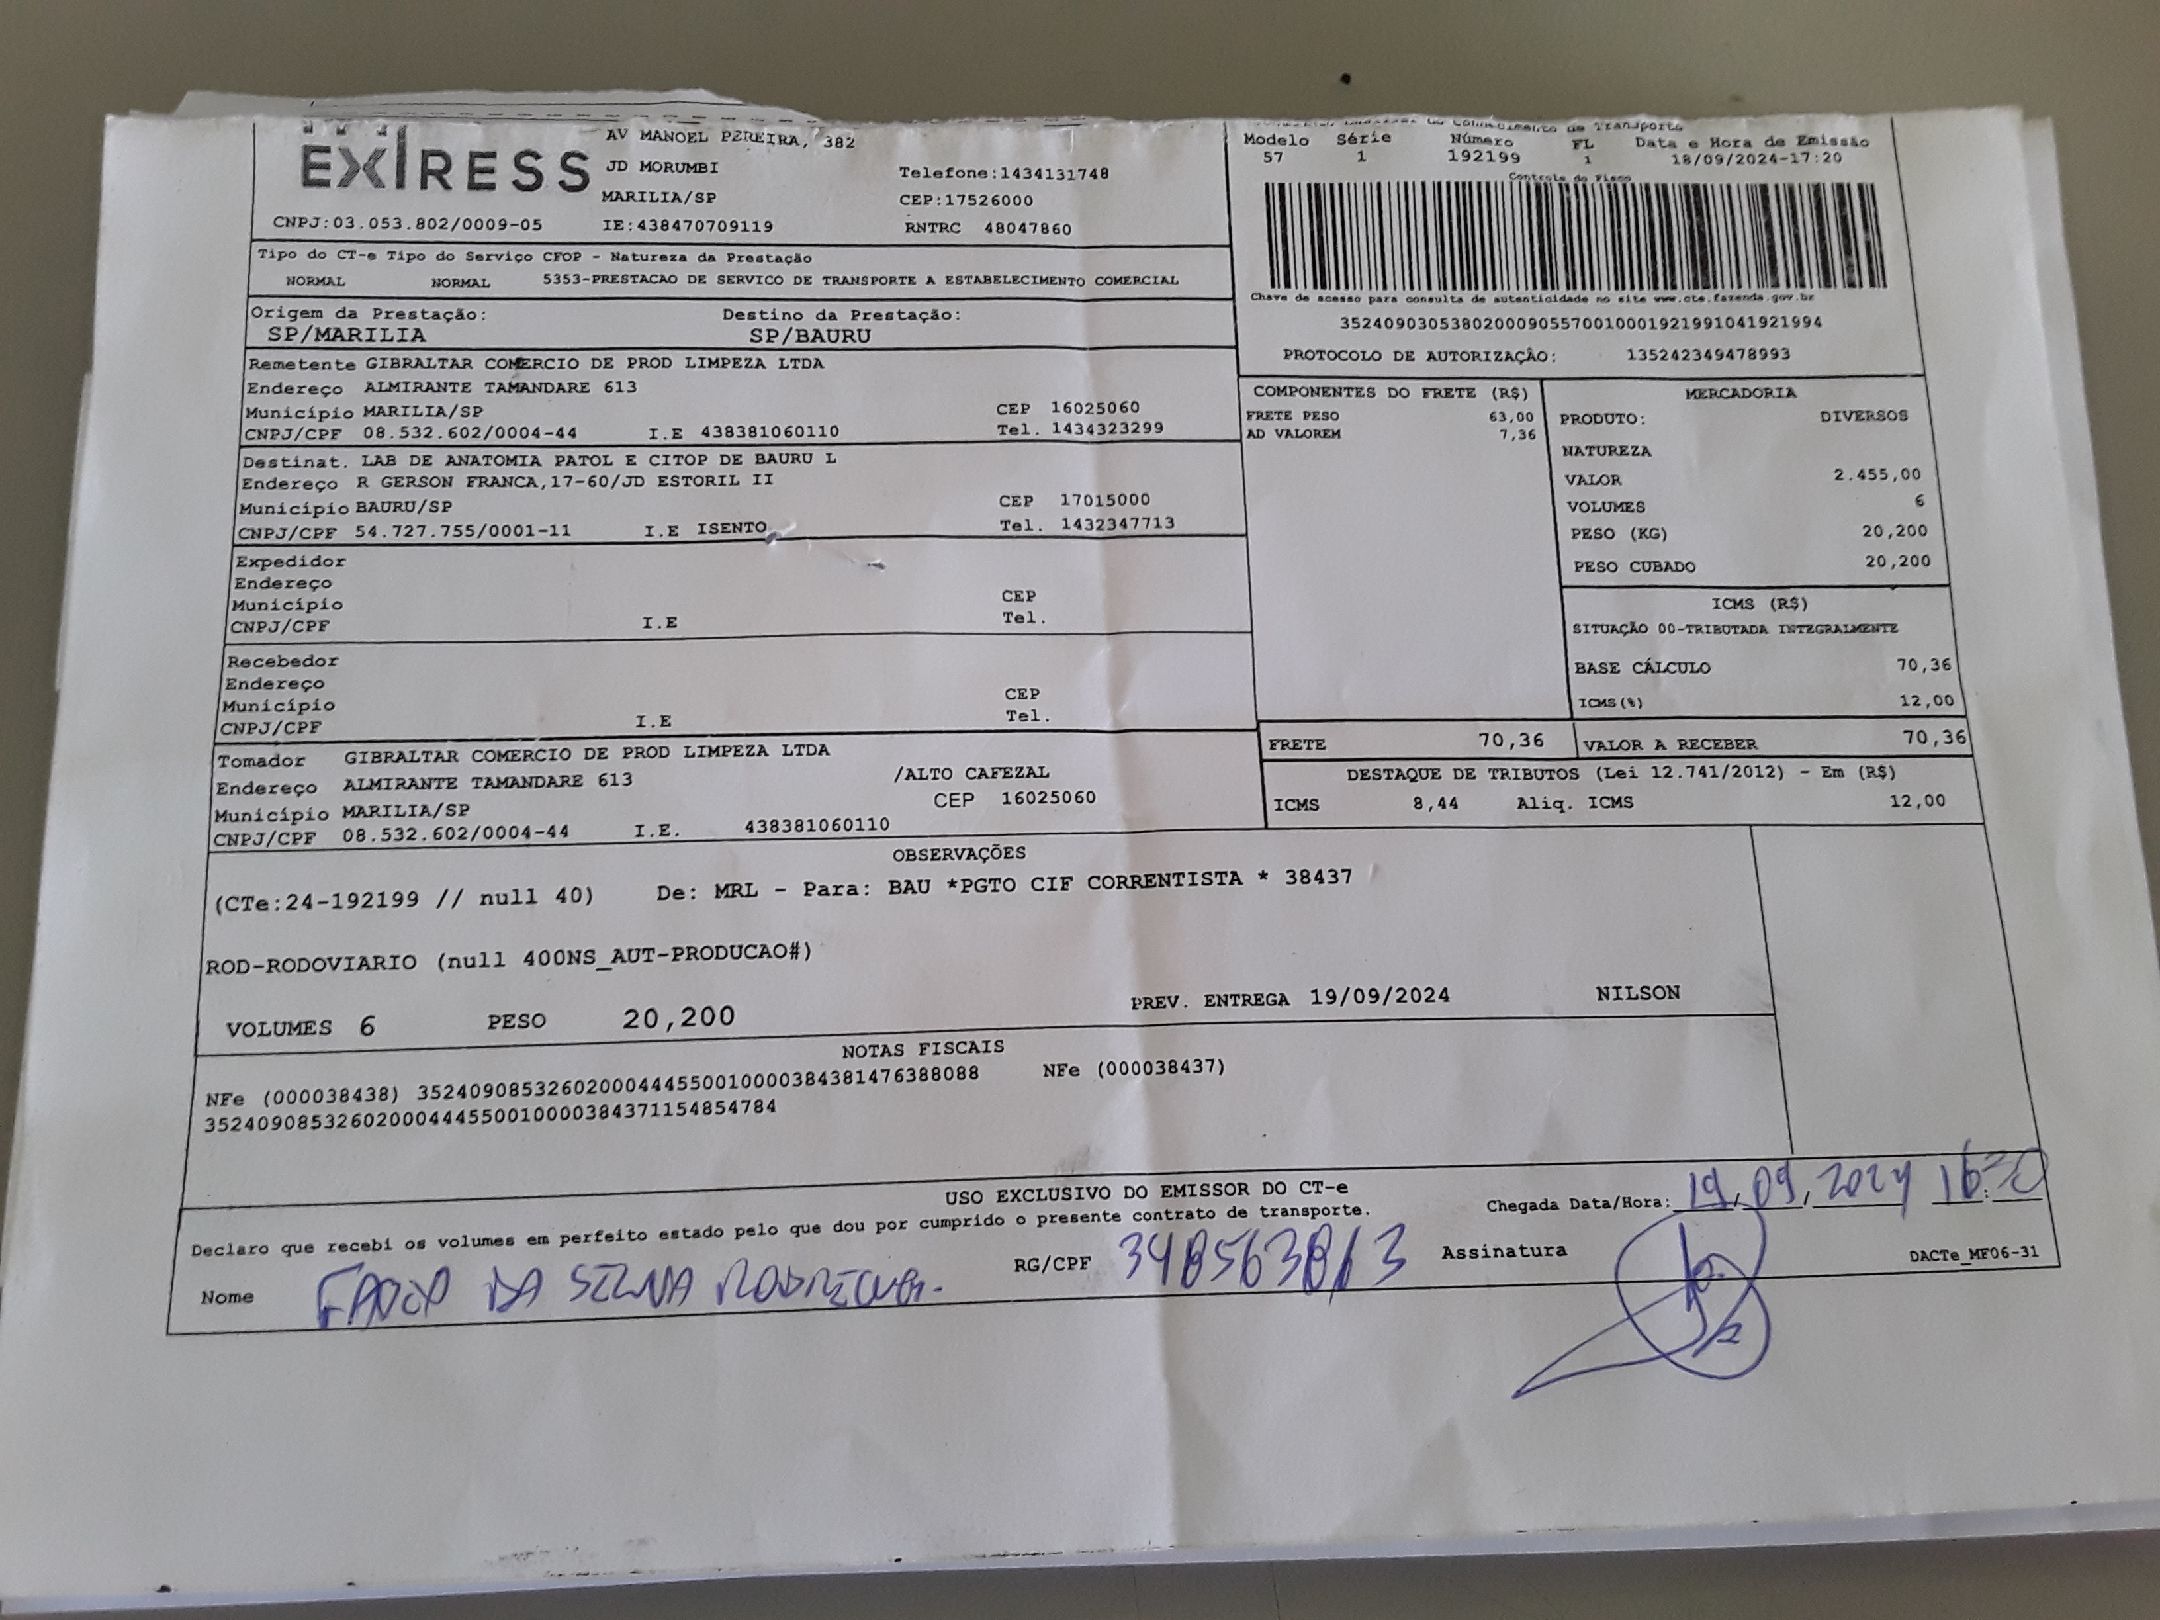 EXPRESS
AV MANOEL PEREIRA, 382
JD MORUMBI
Telefone:1434131748
MARILIA/SP
CEP:17526000
CNPJ:03.053.802/0009-05 IE:438470709119 RNTRC 48047860
Modelo Série Número FL Data e Hora de Emissão
57 1 192199 1 18/09/2024-17:20
Controle do Fisco
Chave de acesso para consulta de autenticidade no site www.cte.fazenda.gov.br
35240903053802000905570010001921991041921994
PROTOCOLO DE AUTORIZAÇÃO: 135242349478993
Tipo do CT-e Tipo do Serviço CFOP - Natureza da Prestação
NORMAL NORMAL 5353-PRESTACAO DE SERVICO DE TRANSPORTE A ESTABELECIMENTO COMERCIAL
Origem da Prestação: Destino da Prestação:
SP/MARILIA SP/BAURU
Remetente GIBRALTAR COMERCIO DE PROD LIMPEZA LTDA
Endereço ALMIRANTE TAMANDARE 613
Município MARILIA/SP CEP 16025060
CNPJ/CPF 08.532.602/0004-44 I.E 438381060110 Tel. 1434323299
Destinat. LAB DE ANATOMIA PATOL E CITOP DE BAURU L
Endereço R GERSON FRANCA,17-60/JD ESTORIL II
Município BAURU/SP CEP 17015000
CNPJ/CPF 54.727.755/0001-11 I.E ISENTO Tel. 1432347713
Expedidor
Endereço
Município CEP
CNPJ/CPF I.E Tel.
Recebedor
Endereço
Município CEP
CNPJ/CPF I.E Tel.
Tomador GIBRALTAR COMERCIO DE PROD LIMPEZA LTDA
Endereço ALMIRANTE TAMANDARE 613 /ALTO CAFEZAL
Município MARILIA/SP CEP 16025060
CNPJ/CPF 08.532.602/0004-44 I.E. 438381060110
COMPONENTES DO FRETE (R$)
FRETE PESO 63,00
AD VALOREM 7,36
MERCADORIA
PRODUTO: DIVERSOS
NATUREZA
VALOR 2.455,00
VOLUMES 6
PESO (KG) 20,200
PESO CUBADO 20,200
ICMS (R$)
SITUAÇÃO 00-TRIBUTADA INTEGRALMENTE
BASE CÁLCULO 70,36
ICMS(%) 12,00
FRETE 70,36 VALOR A RECEBER 70,36
DESTAQUE DE TRIBUTOS (Lei 12.741/2012) - Em (R$)
ICMS 8,44 Aliq. ICMS 12,00
OBSERVAÇÕES
(CTe:24-192199 // null 40) De: MRL - Para: BAU *PGTO CIF CORRENTISTA * 38437
ROD-RODOVIARIO (null 400NS_AUT-PRODUCAO#)
VOLUMES 6 PESO 20,200 PREV. ENTREGA 19/09/2024 NILSON
NOTAS FISCAIS
NFe (000038438) 35240908532602000444550010000384381476388088 NFe (000038437)
35240908532602000444550010000384371154854784
USO EXCLUSIVO DO EMISSOR DO CT-e
Chegada Data/Hora: 19,09,2024 16:30
Declaro que recebi os volumes em perfeito estado pelo que dou por cumprido o presente contrato de transporte.
Nome DA SILVA RODRIGUES RG/CPF Assinatura
DACTe_MF06-31